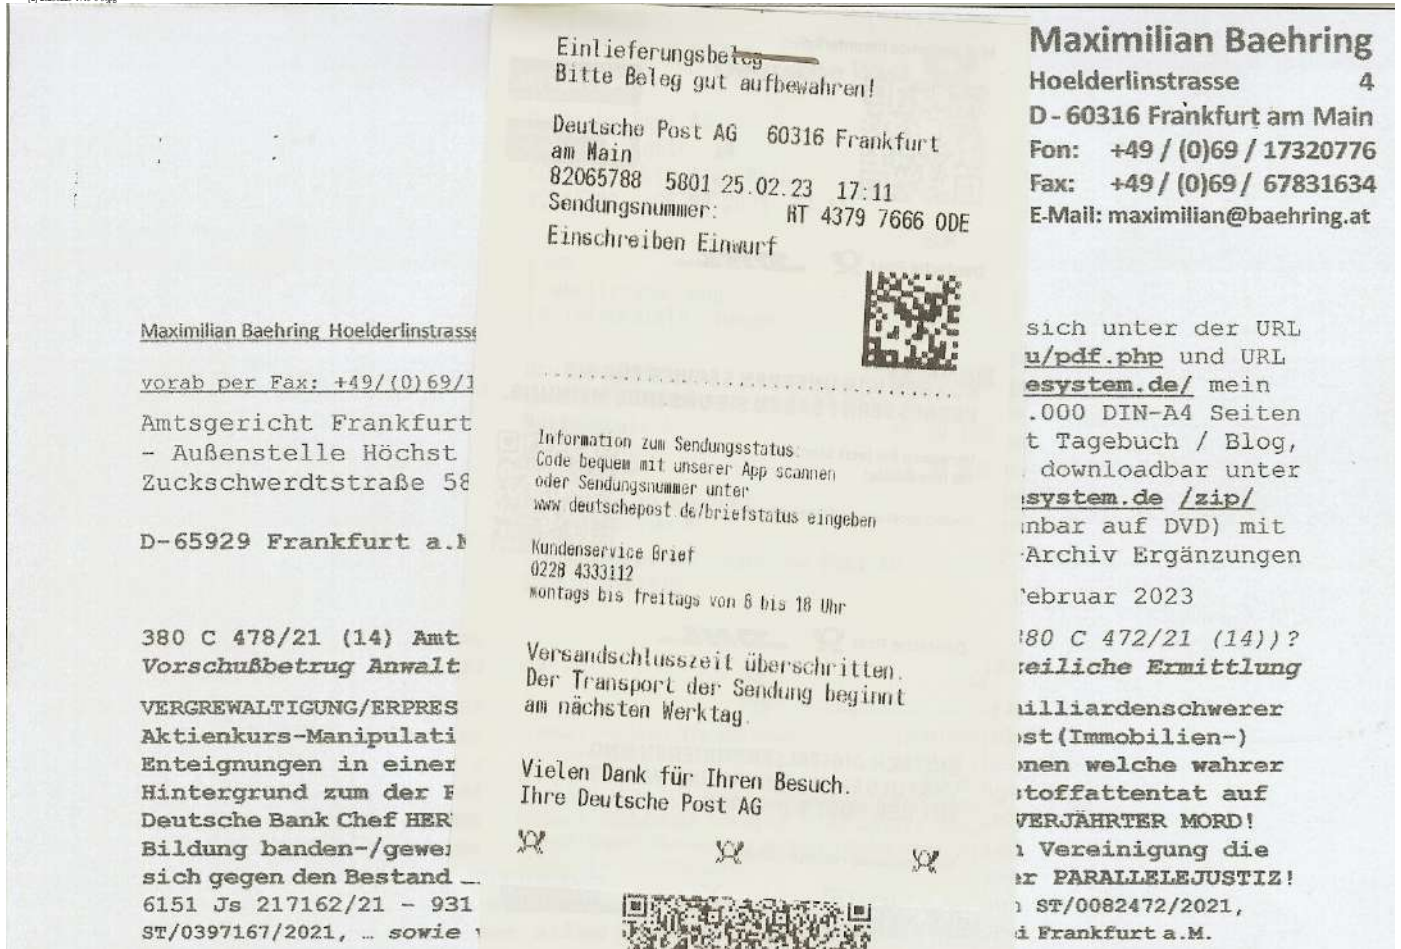 Maximilian Baehring
Hoelderlinstrasse 4
D - 60316 Frankfurt am Main
Fon: +49 / (0)69 / 17320776
Fax: +49 / (0)69 / 67831634
E-Mail: maximilian@baehring.at
Einlieferungsbeleg
Bitte Beleg gut aufbewahren!
Deutsche Post AG 60316 Frankfurt
am Main
82065788 5801 25.02.23 17:11
Sendungsnummer: RT 4379 7666 0DE
Einschreiben Einwurf
Information zum Sendungsstatus:
Code bequem mit unserer App scannen
oder Sendungsnummer unter
www.deutschepost.de/briefstatus eingeben
Kundenservice Brief
0228 4333112
montags bis freitags von 8 bis 18 Uhr
Versandschlusszeit überschritten.
Der Transport der Sendung beginnt
am nächsten Werktag.
Vielen Dank für Ihren Besuch.
Ihre Deutsche Post AG
Maximilian Baehring Hoelderlinstrasse
vorab per Fax: +49/(0)69/1
Amtsgericht Frankfurt
- Außenstelle Höchst
Zuckschwerdtstraße 58
D-65929 Frankfurt a.M
sich unter der URL
u/pdf.php und URL
esystem.de/ mein
.000 DIN-A4 Seiten
t Tagebuch / Blog,
downloadbar unter
system.de /zip/
nbar auf DVD) mit
-Archiv Ergänzungen
ebruar 2023
380 C 478/21 (14) Amt 380 C 472/21 (14))?
Vorschußbetrug Anwalt eiliche Ermittlung
VERGREWALTIGUNG/ERPRES illiardenschwerer
Aktienkurs-Manipulati st(Immobilien-)
Enteignungen in einer nen welche wahrer
Hintergrund zum der toffattentat auf
Deutsche Bank Chef HER VERJÄHRTER MORD!
Bildung banden-/gewe Vereinigung die
sich gegen den Bestand er PARALLELEJUSTIZ!
6151 Js 217162/21 - 931 ST/0082472/2021,
ST/0397167/2021, … sowie i Frankfurt a.M.